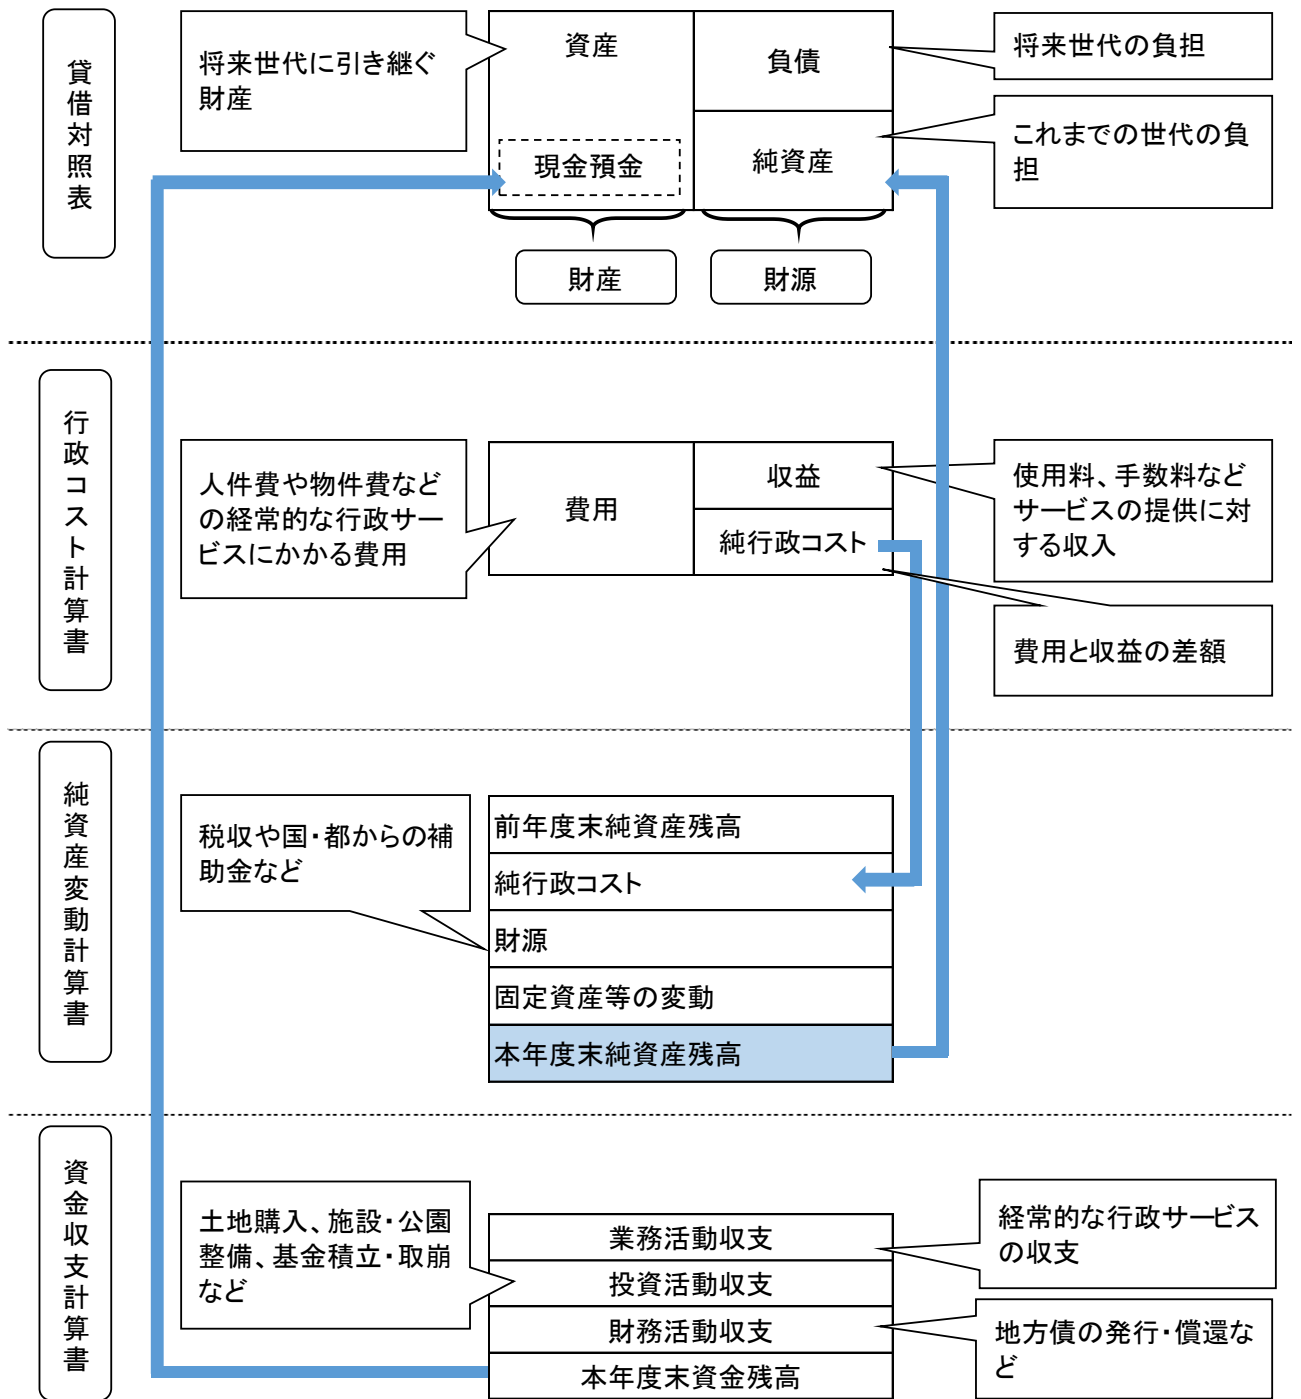 貸借対照表
将来世代に引き継ぐ
財産
資産
現金預金
負債
純資産
将来世代の負担
これまでの世代の負
担
財産
財源
行政コスト計算書
人件費や物件費など
の経常的な行政サー
ビスにかかる費用
費用
収益
純行政コスト
使用料、手数料など
サービスの提供に対
する収入
費用と収益の差額
純資産変動計算書
税収や国・都からの補
助金など
前年度末純資産残高
純行政コスト
財源
固定資産等の変動
本年度末純資産残高
資金収支計算書
土地購入、施設・公園
整備、基金積立・取崩
など
業務活動収支
投資活動収支
財務活動収支
本年度末資金残高
経常的な行政サービス
の収支
地方債の発行・償還な
ど